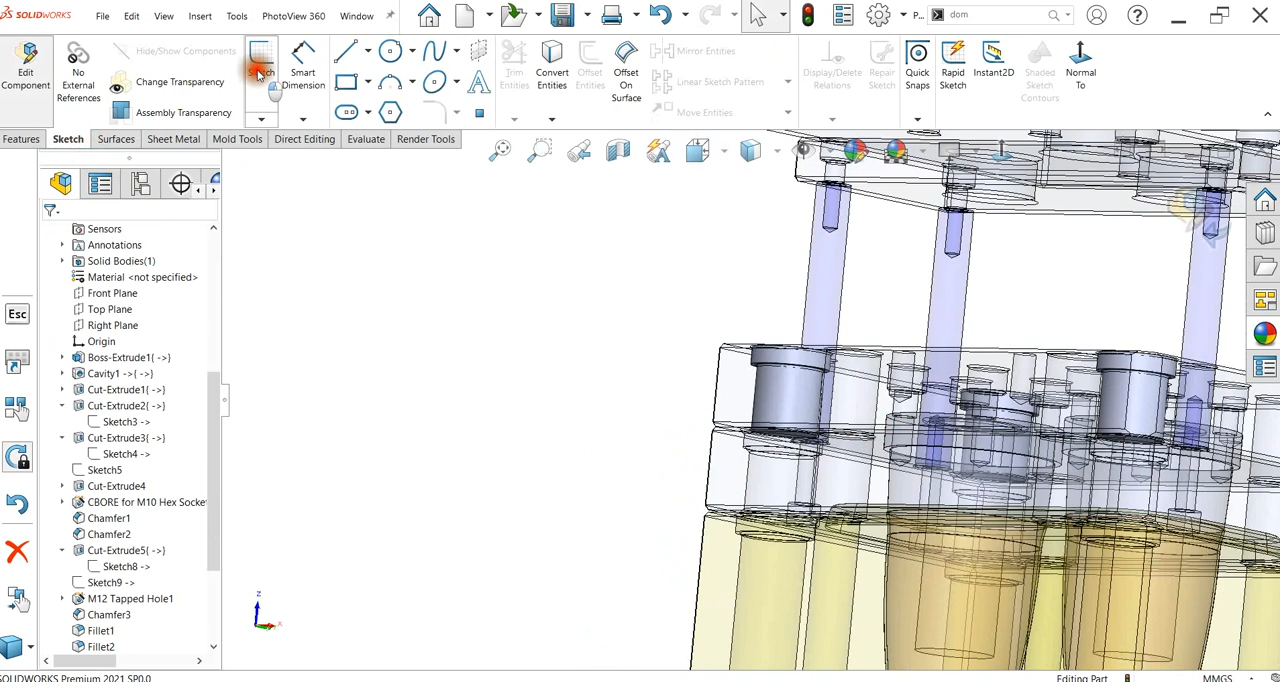 SOLIDWORKS File Edit View Insert Tools PhotoView 360 Window P... dom
Edit Component
No External References
Hide/Show Components
Change Transparency
Assembly Transparency
Smart Dimension
Trim Entities
Convert Entities
Offset Entities
Offset On Surface
Mirror Entities
Linear Sketch Pattern
Move Entities
Display/Delete Relations
Repair Sketch
Quick Snaps
Rapid Sketch
Instant2D
Shaded Sketch Contours
Normal To
Features Sketch Surfaces Sheet Metal Mold Tools Direct Editing Evaluate Render Tools
Sensors
Annotations
Solid Bodies(1)
Material <not specified>
Front Plane
Top Plane
Right Plane
Origin
Boss-Extrude1{ ->}
Cavity1 ->{ ->}
Cut-Extrude1{ ->}
Cut-Extrude2{ ->}
Sketch3 ->
Cut-Extrude3{ ->}
Sketch4 ->
Sketch5
Cut-Extrude4
CBORE for M10 Hex Socket
Chamfer1
Chamfer2
Cut-Extrude5{ ->}
Sketch8 ->
Sketch9 ->
M12 Tapped Hole1
Chamfer3
Fillet1
Fillet2
Esc
z
x
SOLIDWORKS Premium 2021 SP0.0 Editing Part MMGS